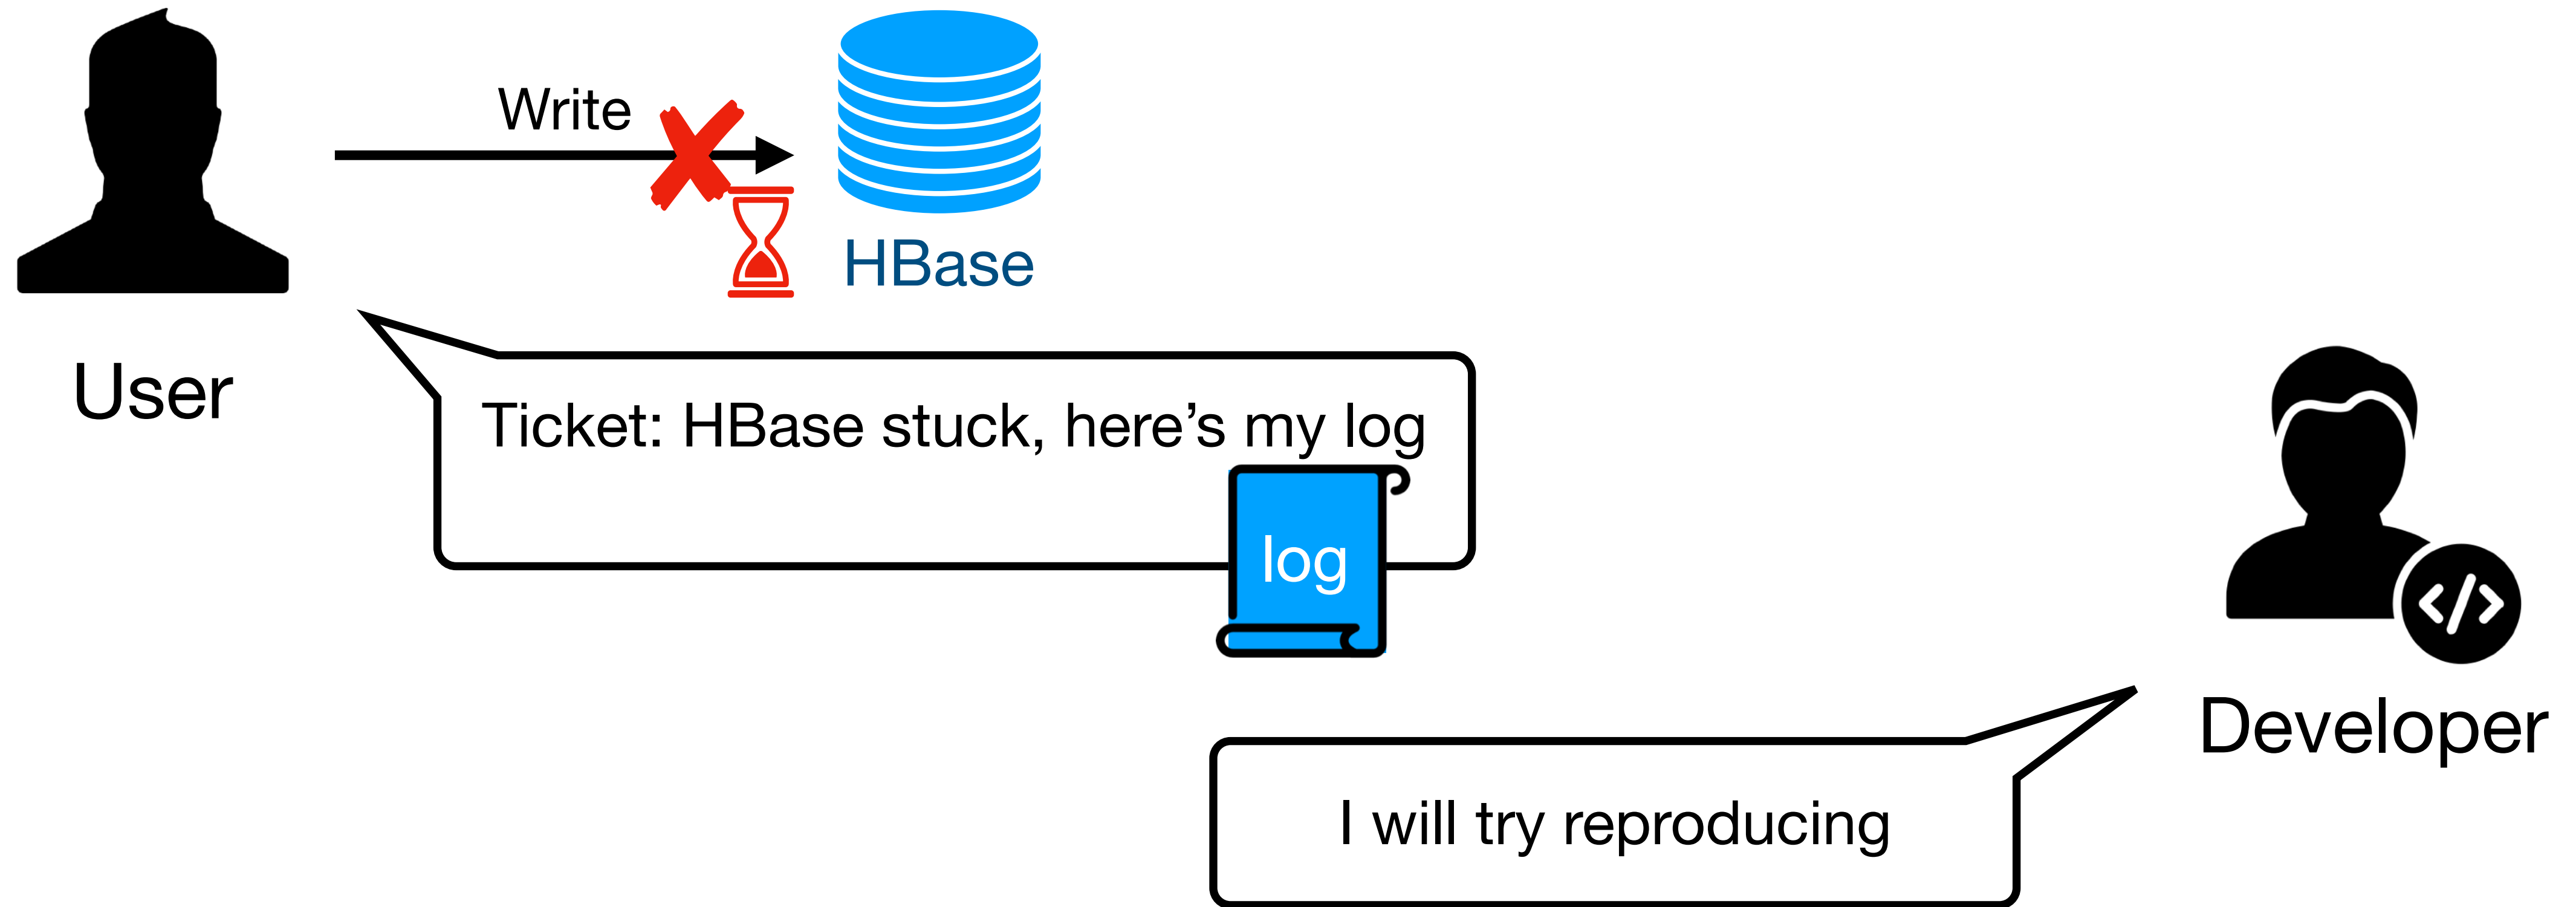 Write
HBase
User
Ticket: HBase stuck, here’s my log
log
</>
Developer
I will try reproducing